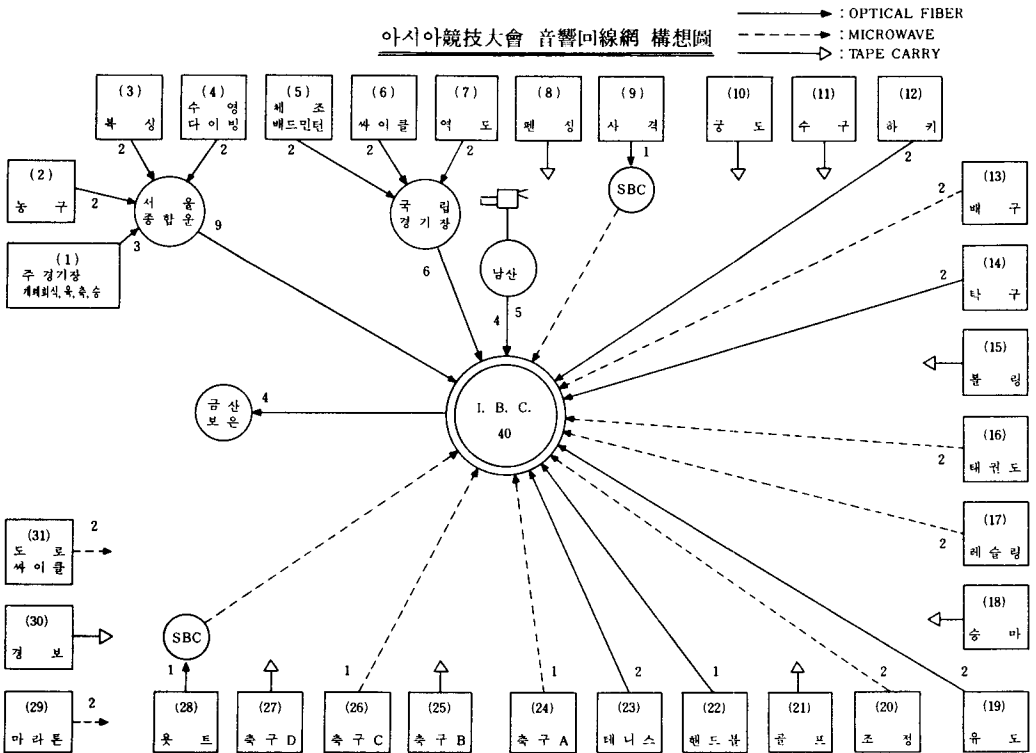 아시아競技大會 音響回線網 構想圖
: OPTICAL FIBER
: MICROWAVE
: TAPE CARRY
(1)
주 경기장
개폐회식,육,축,승
3
(2)
농 구
2
(3)
복 싱
2
(4)
수 영
다이빙
2
서 울
종합운
9
(5)
체 조
배드민턴
2
(6)
싸이클
2
(7)
역 도
2
국 립
경기장
6
(8)
펜 싱
남산
4
5
(9)
사 격
1
SBC
(10)
궁 도
(11)
수 구
(12)
하 키
2
(13)
배 구
2
(14)
탁 구
2
(15)
볼 링
(16)
태권도
2
(17)
레슬링
2
(18)
승 마
(19)
유 도
2
(20)
조 정
2
(21)
골 프
(22)
핸드볼
1
(23)
테니스
2
(24)
축구A
1
(25)
축구B
(26)
축구C
1
(27)
축구D
(28)
욧 트
1
SBC
(29)
마라톤
2
(30)
경 보
(31)
도 로
싸이클
2
금 산
보 은
4
I. B. C.
40